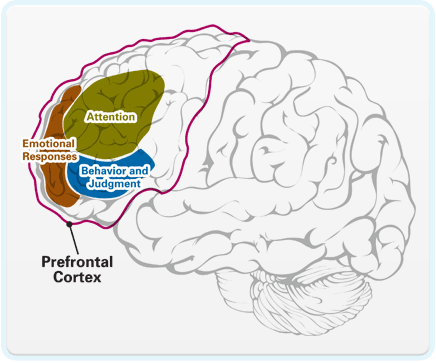 Attention
Emotional
Responses
Behavior and
Judgment
Prefrontal
Cortex